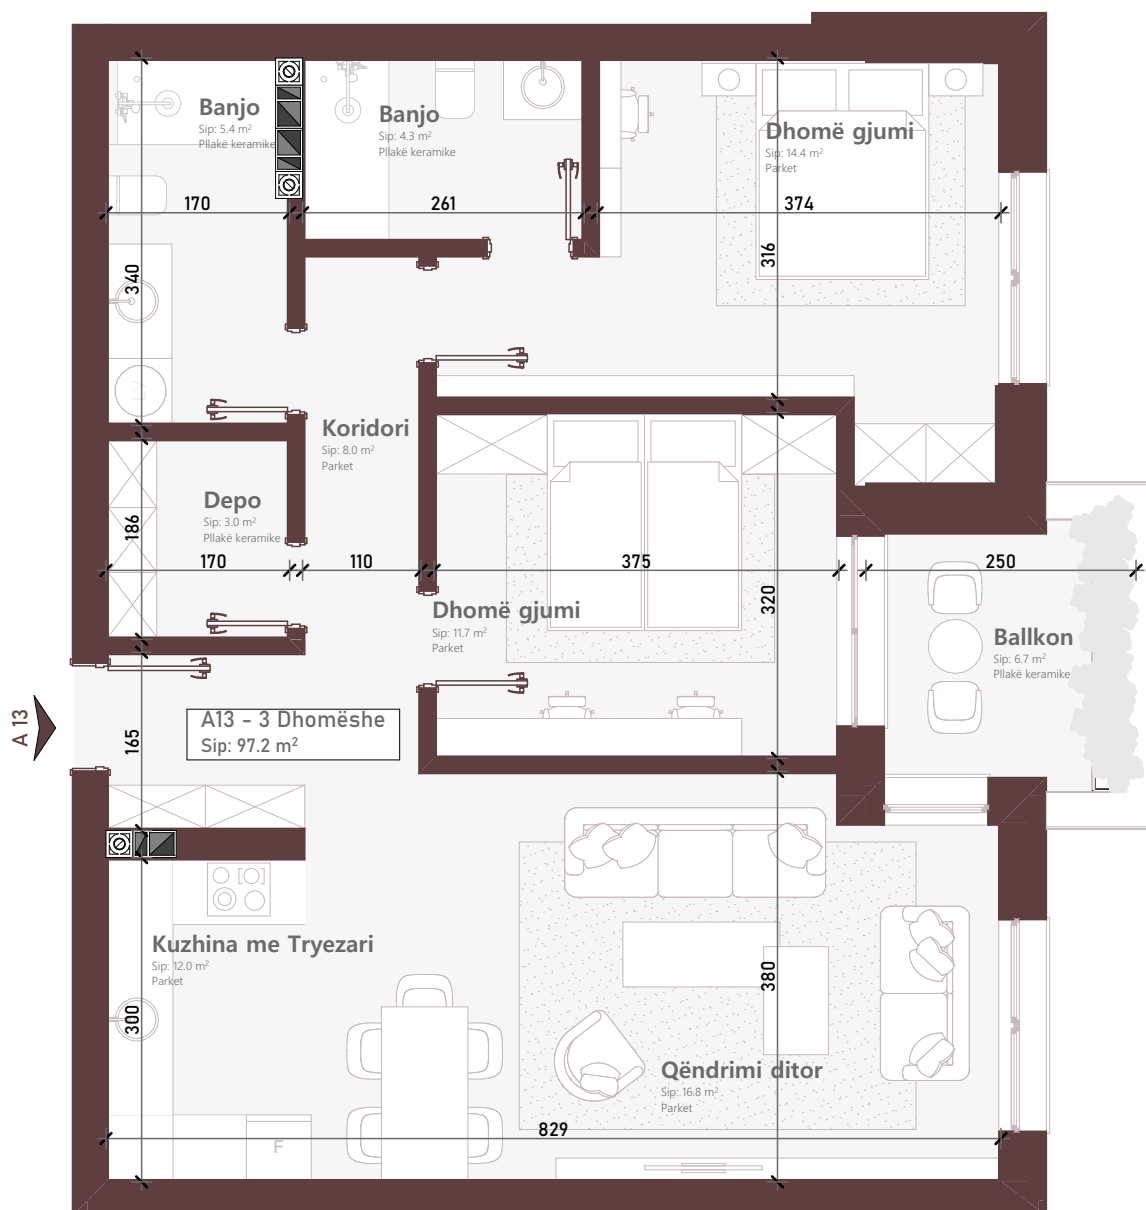 Banjo
Sip: 5.4 m²
Pllakë keramike
Banjo
Sip: 4.3 m²
Pllakë keramike
Dhomë gjumi
Sip: 14.4 m²
Parket
170
261
374
316
340
LV
Koridori
Sip: 8.0 m²
Parket
Depo
Sip: 3.0 m²
Pllakë keramike
186
170
110
375
250
320
Dhomë gjumi
Sip: 11.7 m²
Parket
Ballkon
Sip: 6.7 m²
Pllakë keramike
A 13
A13 - 3 Dhomëshe
Sip: 97.2 m²
165
Kuzhina me Tryezari
Sip: 12.0 m²
Parket
380
300
Qëndrimi ditor
Sip: 16.8 m²
Parket
829
F